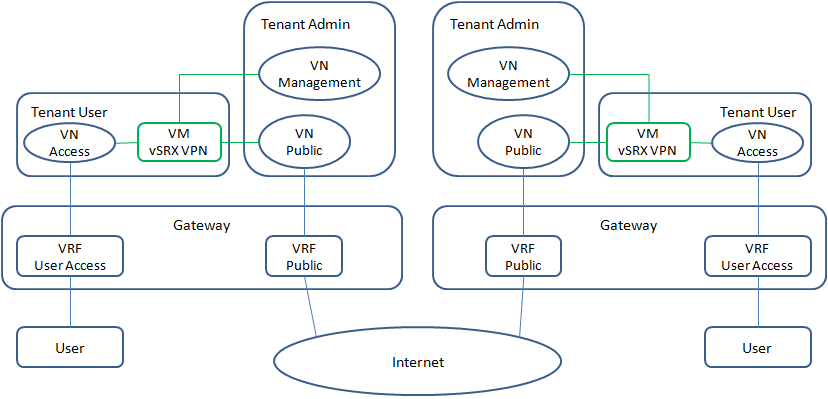 Tenant Admin
VN
Management
Tenant User
VN
Access
VM
vSRX VPN
VN
Public
Gateway
VRF
User Access
VRF
Public
User
Tenant Admin
VN
Management
Tenant User
VN
Public
VM
vSRX VPN
VN
Access
Gateway
VRF
Public
VRF
User Access
User
Internet